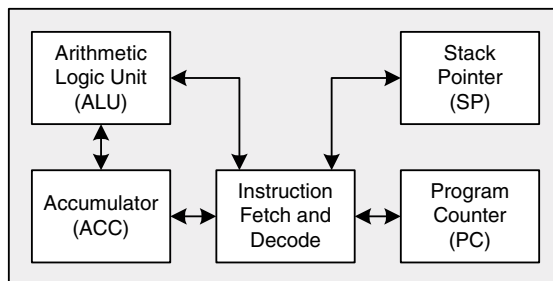 Arithmetic
Logic Unit
(ALU)
Stack
Pointer
(SP)
Accumulator
(ACC)
Instruction
Fetch and
Decode
Program
Counter
(PC)